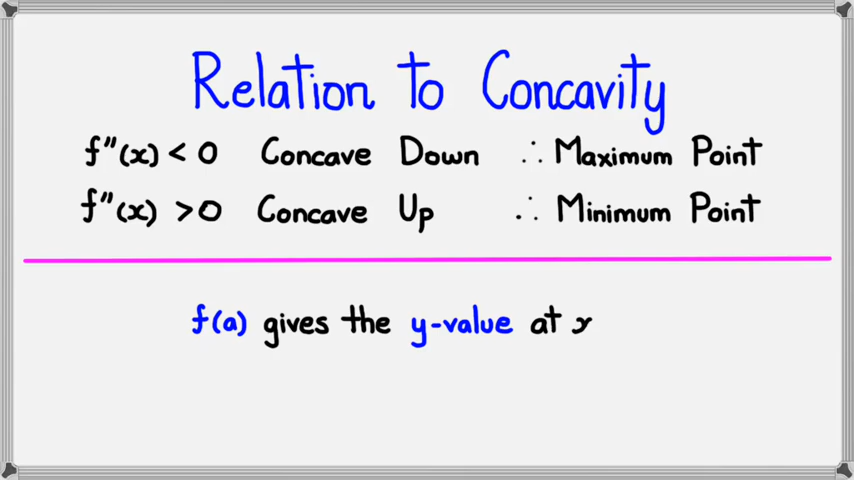 Relation to Concavity
f"(x) < 0 Concave Down ∴ Maximum Point
f"(x) > 0 Concave Up ∴ Minimum Point
f(a) gives the y-value at x